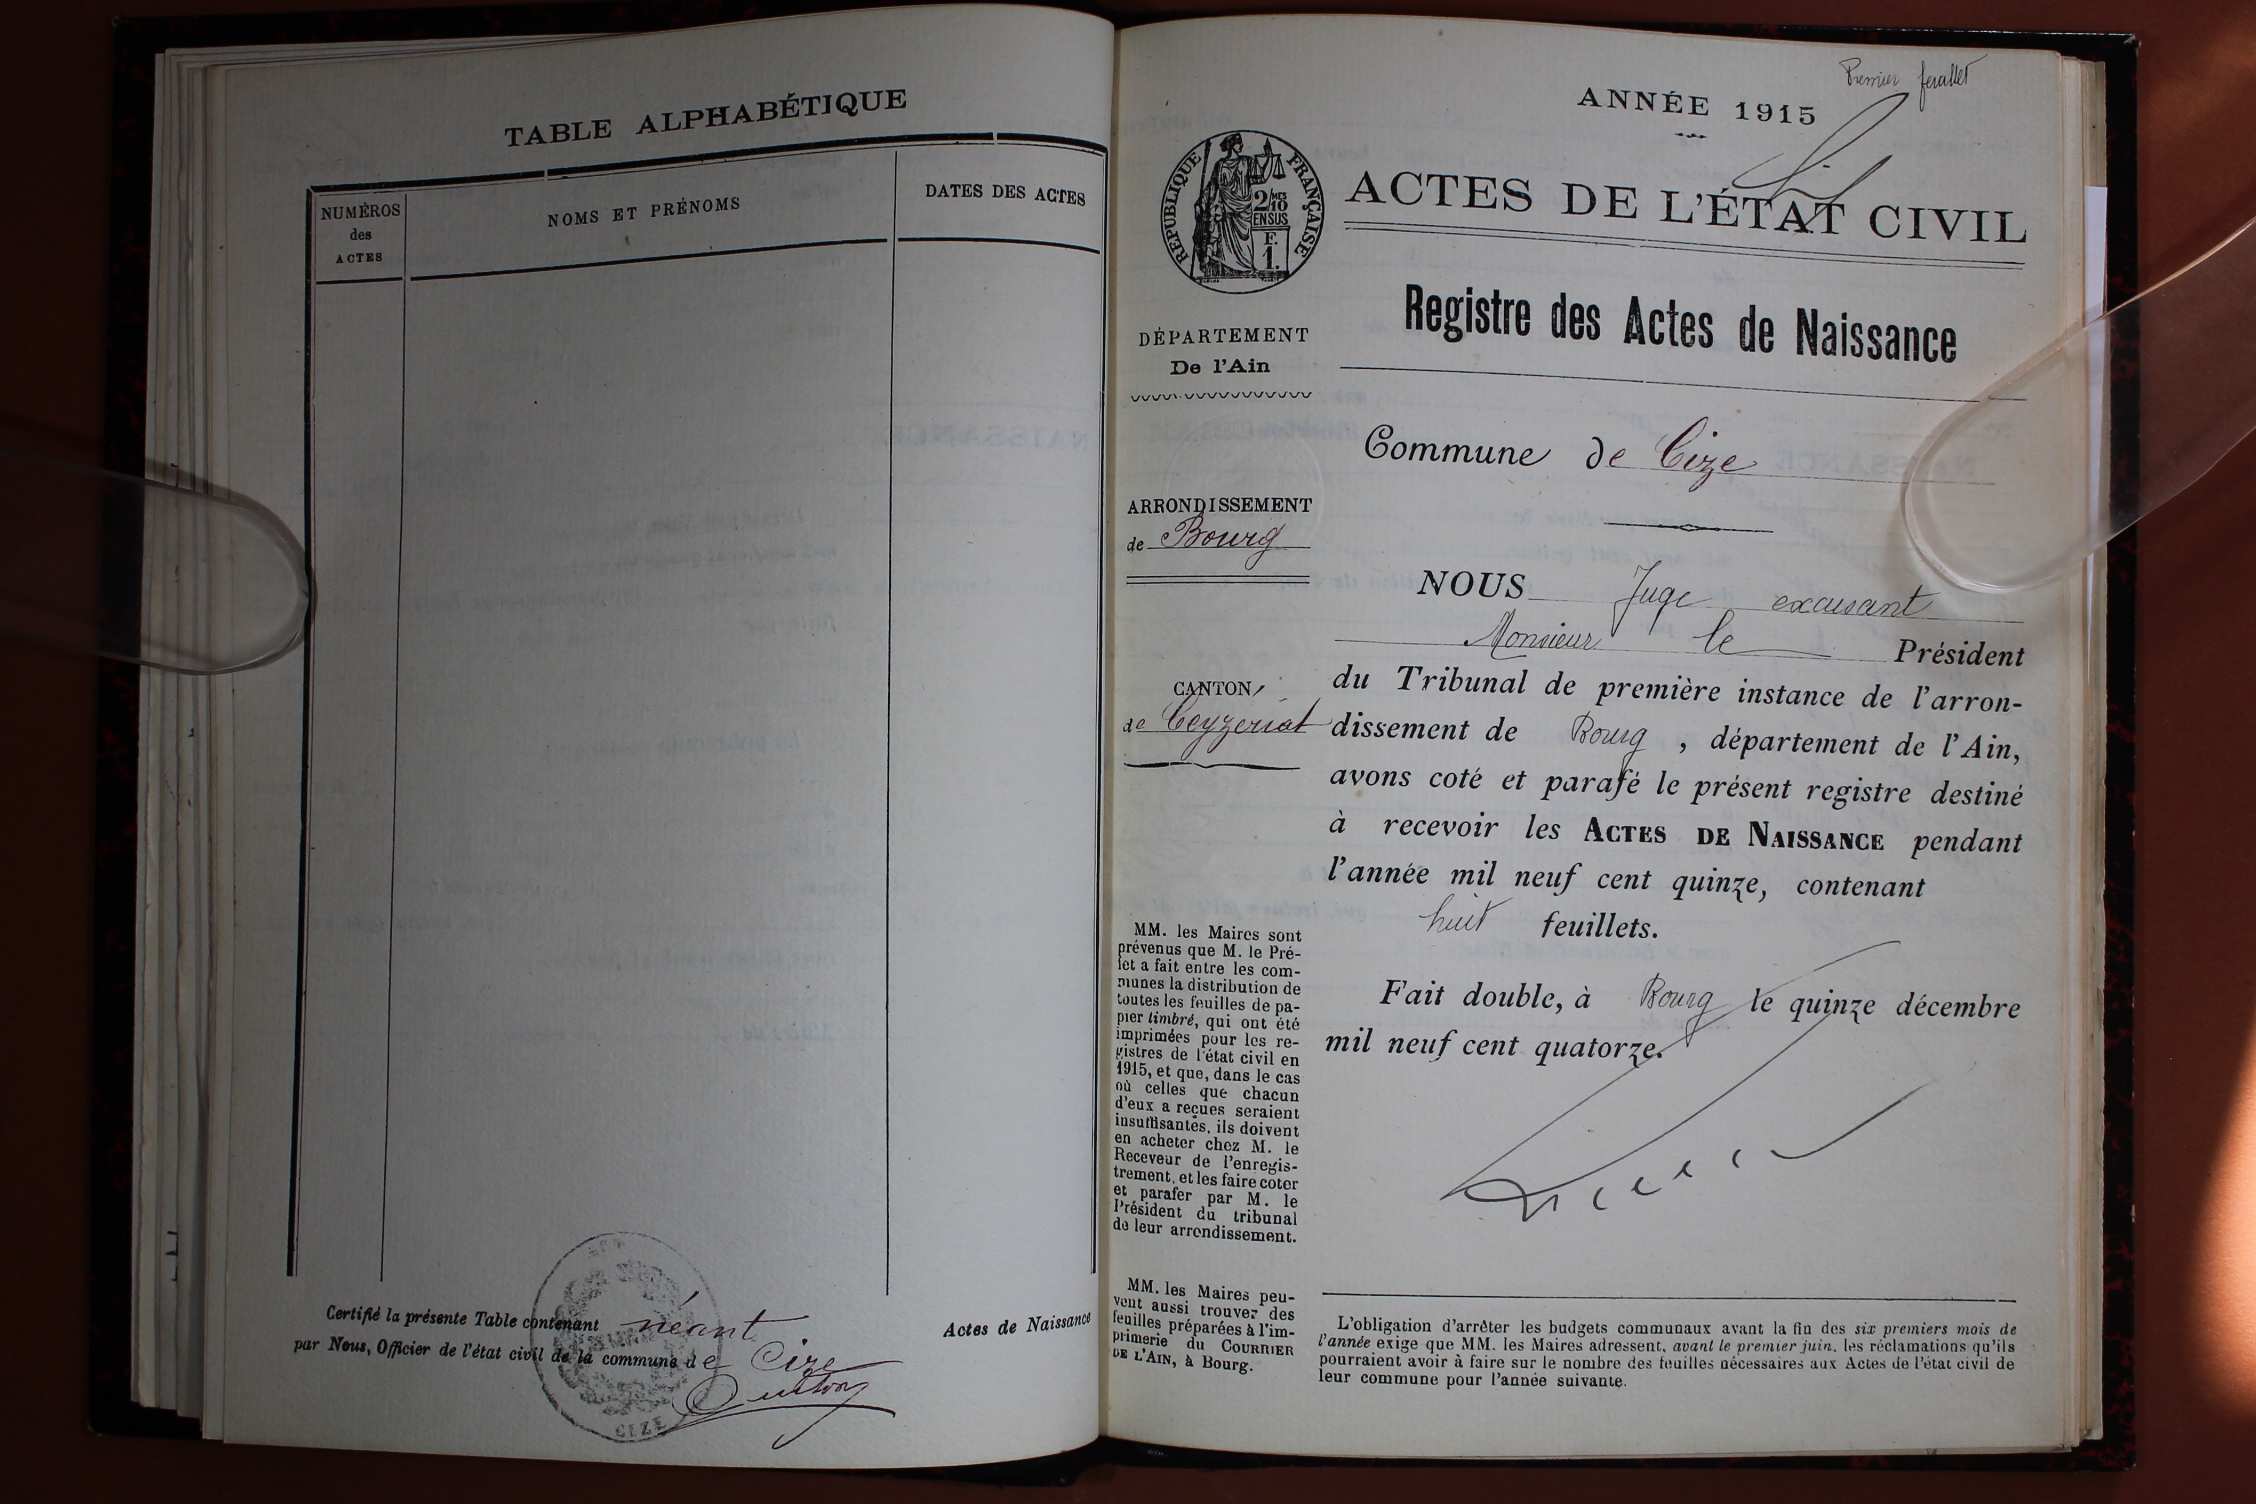 TABLE ALPHABÉTIQUE
NUMÉROS
des
ACTES
NOMS ET PRÉNOMS
DATES DES ACTES
Certifié la présente Table contenant néant Actes de Naissance
par Nous, Officier de l'état civil de la commune de Cize
CIZE
Premier feuillet
ANNÉE 1915
RÉPUBLIQUE FRANÇAISE
2/10 MES
EN SUS
F.
1.
ACTES DE L'ÉTAT CIVIL
Registre des Actes de Naissance
DÉPARTEMENT
De l'Ain
Commune de Cize
ARRONDISSEMENT
de Bourg
CANTON
de Ceyzeriat
NOUS Juge excusant
Monsieur le Président
du Tribunal de première instance de l'arron-
dissement de Bourg, département de l'Ain,
avons coté et parafé le présent registre destiné
à recevoir les ACTES DE NAISSANCE pendant
l'année mil neuf cent quinze, contenant
huit feuillets.
Fait double, à Bourg le quinze décembre
mil neuf cent quatorze.
MM. les Maires sont
prévenus que M. le Pré-
fet a fait entre les com-
munes la distribution de
toutes les feuilles de pa-
pier timbré, qui ont été
imprimées pour les re-
gistres de l'état civil en
1915, et que, dans le cas
où celles que chacun
d'eux a reçues seraient
insuffisantes, ils doivent
en acheter chez M. le
Receveur de l'enregis-
trement, et les faire coter
et parafer par M. le
Président du tribunal
de leur arrondissement.
MM. les Maires peu-
vent aussi trouver des
feuilles préparées à l'im-
primerie du COURRIER
DE L'AIN, à Bourg.
L'obligation d'arrêter les budgets communaux avant la fin des six premiers mois de
l'année exige que MM. les Maires adressent, avant le premier juin, les réclamations qu'ils
pourraient avoir à faire sur le nombre des feuilles nécessaires aux Actes de l'état civil de
leur commune pour l'année suivante.